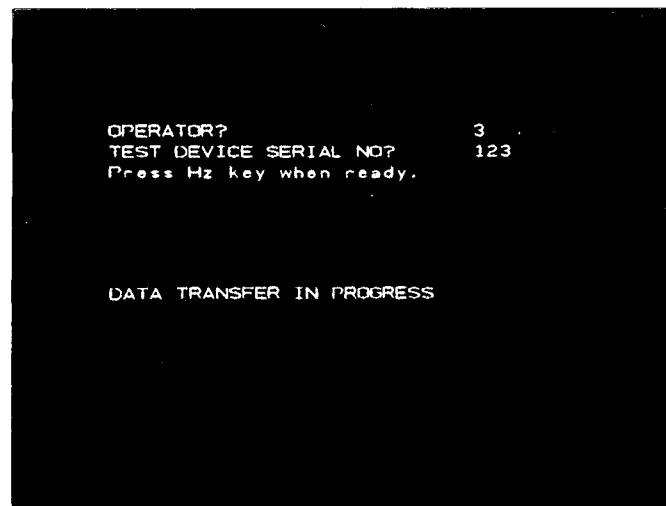 OPERATOR? 3
TEST DEVICE SERIAL NO? 123
Press Hz key when ready.
DATA TRANSFER IN PROGRESS